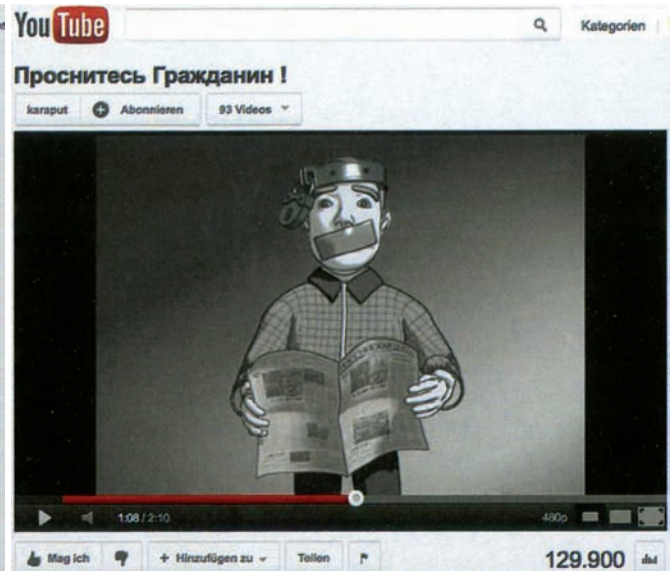 You Tube
Kategorien
Проснитесь Гражданин !
karaput
Abonnieren
93 Videos
1:08 / 2:10
480p
Mag ich
+ Hinzufügen zu
Teilen
129.900